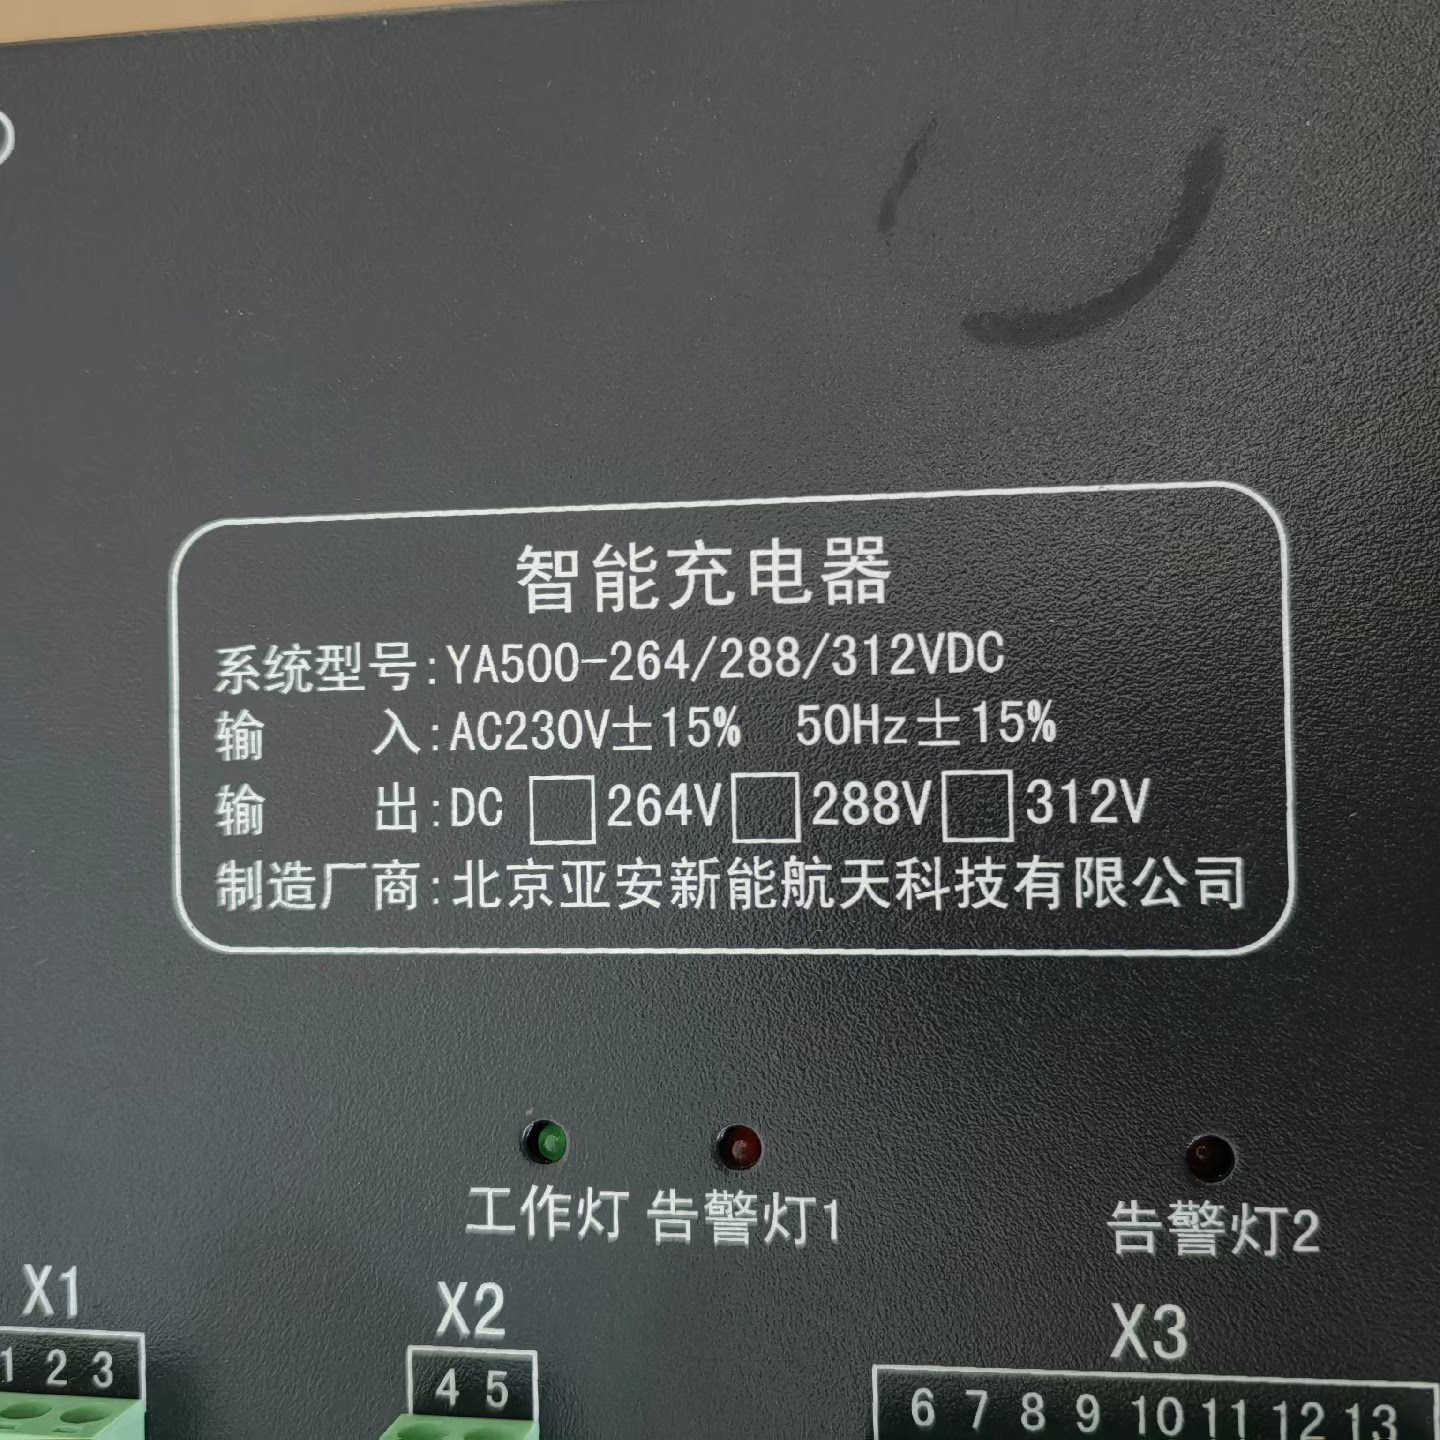 智能充电器
系统型号:YA500-264/288/312VDC
输 入:AC230V±15% 50Hz±15%
输 出:DC □264V□288V□312V
制造厂商:北京亚安新能航天科技有限公司
工作灯 告警灯1 告警灯2
X1 X2 X3
1 2 3 4 5 6 7 8 9 10 11 12 13